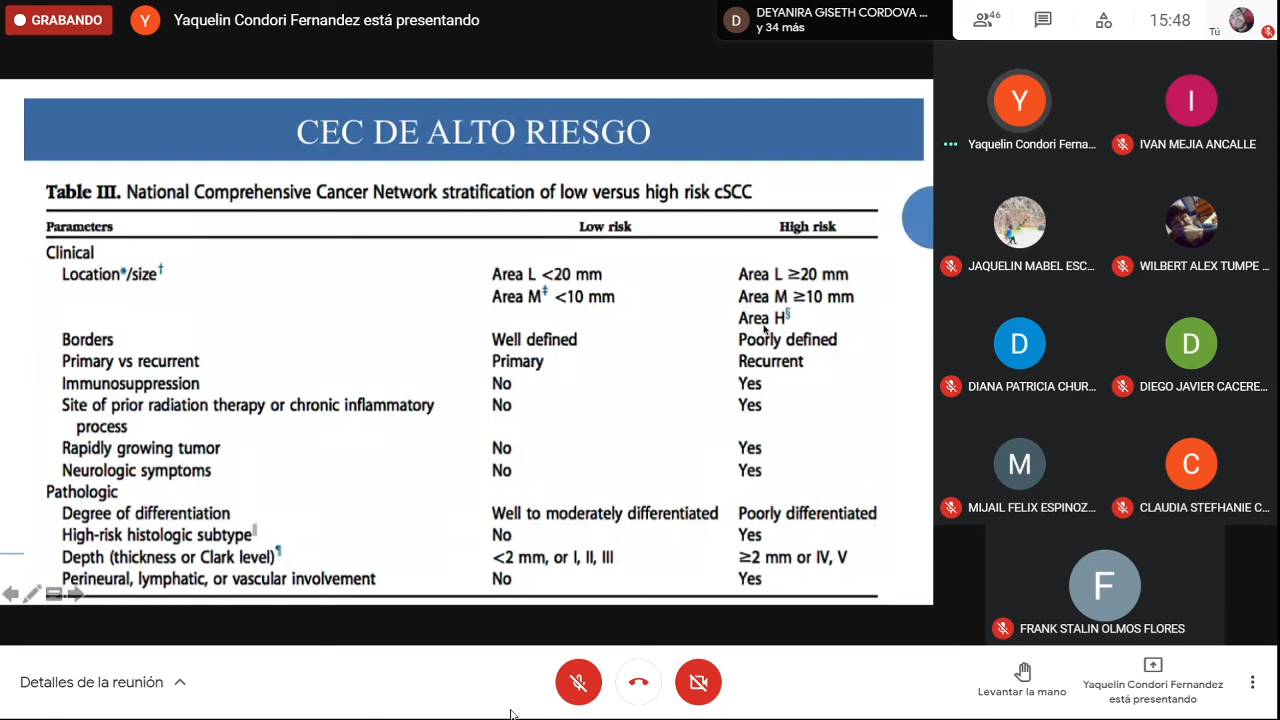 GRABANDO
Y
Yaquelin Condori Fernandez está presentando
D
DEYANIRA GISETH CORDOVA ...
y 34 más
46
15:48
Tú
CEC DE ALTO RIESGO
Table III. National Comprehensive Cancer Network stratification of low versus high risk cSCC
Parameters Low risk High risk
Clinical
Location*/size† Area L <20 mm Area L ≥20 mm
Area M‡ <10 mm Area M ≥10 mm
Area H§
Borders Well defined Poorly defined
Primary vs recurrent Primary Recurrent
Immunosuppression No Yes
Site of prior radiation therapy or chronic inflammatory No Yes
process
Rapidly growing tumor No Yes
Neurologic symptoms No Yes
Pathologic
Degree of differentiation Well to moderately differentiated Poorly differentiated
High-risk histologic subtype‖ No Yes
Depth (thickness or Clark level)¶ <2 mm, or I, II, III ≥2 mm or IV, V
Perineural, lymphatic, or vascular involvement No Yes
Y
Yaquelin Condori Ferna...
I
IVAN MEJIA ANCALLE
JAQUELIN MABEL ESC...
WILBERT ALEX TUMPE ...
D
DIANA PATRICIA CHUR...
D
DIEGO JAVIER CACERE...
M
MIJAIL FELIX ESPINOZ...
C
CLAUDIA STEFHANIE C...
F
FRANK STALIN OLMOS FLORES
Detalles de la reunión
Levantar la mano
Yaquelin Condori Fernandez
está presentando